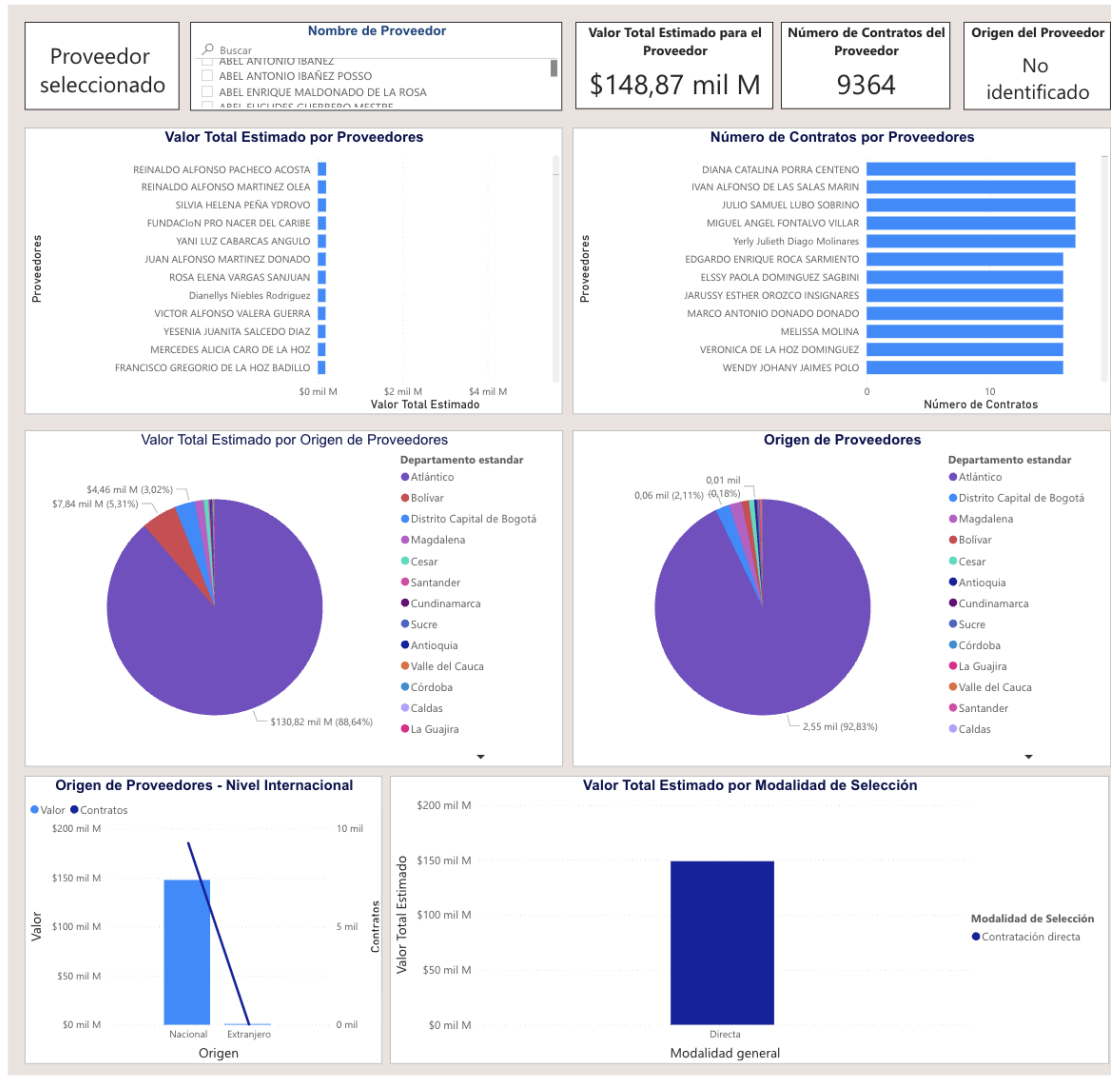 Proveedor
seleccionado
Nombre de Proveedor
Buscar
ABEL ANTONIO IBAÑEZ
ABEL ANTONIO IBAÑEZ POSSO
ABEL ENRIQUE MALDONADO DE LA ROSA
ABEL EUCLIDES GUERRERO MESTRE
Valor Total Estimado para el
Proveedor
$148,87 mil M
Número de Contratos del
Proveedor
9364
Origen del Proveedor
No
identificado
Valor Total Estimado por Proveedores
Proveedores
REINALDO ALFONSO PACHECO ACOSTA
REINALDO ALFONSO MARTINEZ OLEA
SILVIA HELENA PEÑA YDROVO
FUNDACIoN PRO NACER DEL CARIBE
YANI LUZ CABARCAS ANGULO
JUAN ALFONSO MARTINEZ DONADO
ROSA ELENA VARGAS SANJUAN
Dianellys Niebles Rodriguez
VICTOR ALFONSO VALERA GUERRA
YESENIA JUANITA SALCEDO DIAZ
MERCEDES ALICIA CARO DE LA HOZ
FRANCISCO GREGORIO DE LA HOZ BADILLO
$0 mil M $2 mil M $4 mil M
Valor Total Estimado
Número de Contratos por Proveedores
Proveedores
DIANA CATALINA PORRA CENTENO
IVAN ALFONSO DE LAS SALAS MARIN
JULIO SAMUEL LUBO SOBRINO
MIGUEL ANGEL FONTALVO VILLAR
Yerly Julieth Diago Molinares
EDGARDO ENRIQUE ROCA SARMIENTO
ELSSY PAOLA DOMINGUEZ SAGBINI
JARUSSY ESTHER OROZCO INSIGNARES
MARCO ANTONIO DONADO DONADO
MELISSA MOLINA
VERONICA DE LA HOZ DOMINGUEZ
WENDY JOHANY JAIMES POLO
0 10
Número de Contratos
Valor Total Estimado por Origen de Proveedores
$4,46 mil M (3,02%)
$7,84 mil M (5,31%)
$130,82 mil M (88,64%)
Departamento estandar
Atlántico
Bolívar
Distrito Capital de Bogotá
Magdalena
Cesar
Santander
Cundinamarca
Sucre
Antioquia
Valle del Cauca
Córdoba
Caldas
La Guajira
Origen de Proveedores
0,01 mil
(0,18%)
0,06 mil (2,11%)
2,55 mil (92,83%)
Departamento estandar
Atlántico
Distrito Capital de Bogotá
Magdalena
Bolívar
Cesar
Antioquia
Cundinamarca
Sucre
Córdoba
La Guajira
Valle del Cauca
Santander
Caldas
Origen de Proveedores - Nivel Internacional
Valor Contratos
Valor
$200 mil M
$150 mil M
$100 mil M
$50 mil M
$0 mil M
10 mil
5 mil
0 mil
Contratos
Nacional Extranjero
Origen
Valor Total Estimado por Modalidad de Selección
Valor Total Estimado
$200 mil M
$150 mil M
$100 mil M
$50 mil M
$0 mil M
Directa
Modalidad general
Modalidad de Selección
Contratación directa